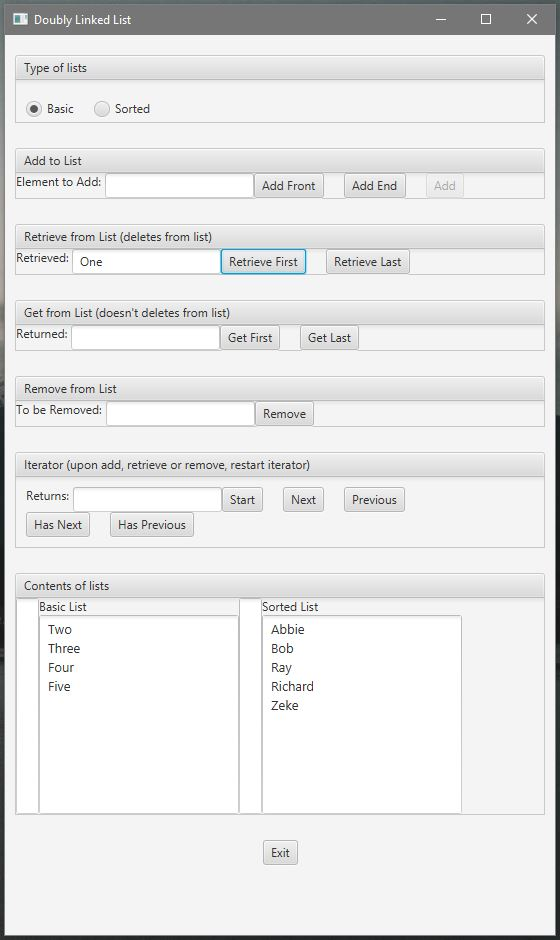 Doubly Linked List
Type of lists
Basic Sorted
Add to List
Element to Add: Add Front Add End Add
Retrieve from List (deletes from list)
Retrieved: One Retrieve First Retrieve Last
Get from List (doesn't deletes from list)
Returned: Get First Get Last
Remove from List
To be Removed: Remove
Iterator (upon add, retrieve or remove, restart iterator)
Returns: Start Next Previous
Has Next Has Previous
Contents of lists
Basic List Sorted List
Two Abbie
Three Bob
Four Ray
Five Richard
Zeke
Exit